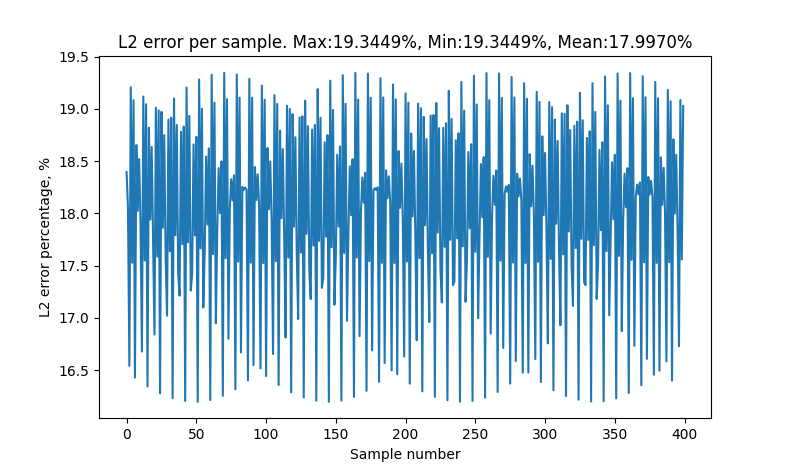 L2 error per sample. Max:19.3449%, Min:19.3449%, Mean:17.9970%
19.5
19.0
18.5
18.0
17.5
17.0
16.5
L2 error percentage, %
0 50 100 150 200 250 300 350 400
Sample number